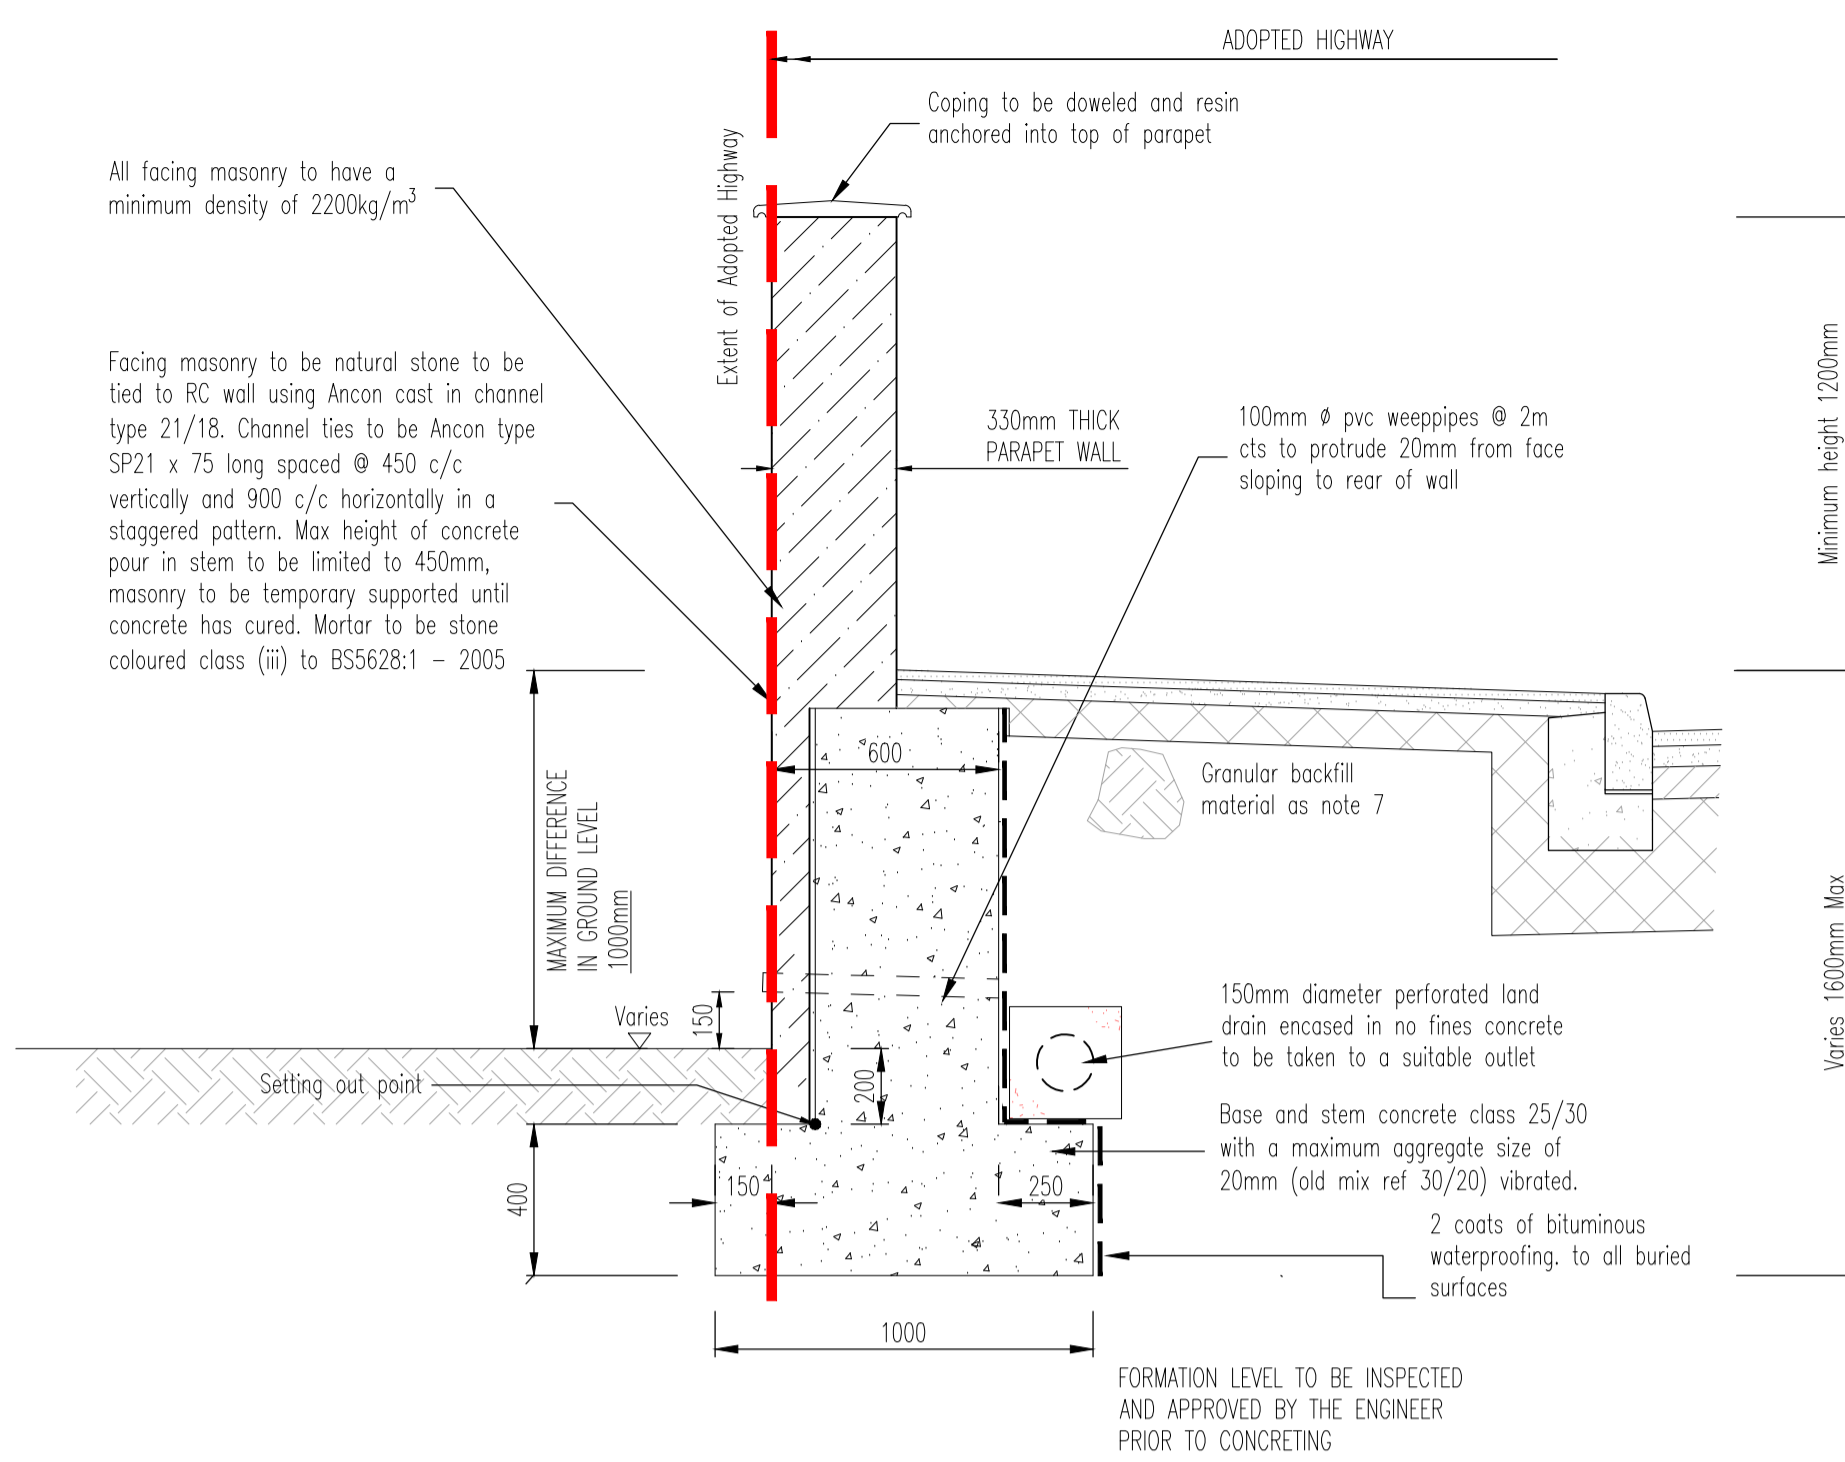 ADOPTED HIGHWAY
Coping to be doweled and resin
anchored into top of parapet
Extent of Adopted Highway
All facing masonry to have a
minimum density of 2200kg/m³
Facing masonry to be natural stone to be
tied to RC wall using Ancon cast in channel
type 21/18. Channel ties to be Ancon type
SP21 x 75 long spaced @ 450 c/c
vertically and 900 c/c horizontally in a
staggered pattern. Max height of concrete
pour in stem to be limited to 450mm,
masonry to be temporary supported until
concrete has cured. Mortar to be stone
coloured class (iii) to BS5628:1 - 2005
330mm THICK
PARAPET WALL
100mm ø pvc weeppipes @ 2m
cts to protrude 20mm from face
sloping to rear of wall
Minimum height 1200mm
600
Granular backfill
material as note 7
MAXIMUM DIFFERENCE
IN GROUND LEVEL
1000mm
Varies 1600mm Max
Varies
150
200
150mm diameter perforated land
drain encased in no fines concrete
to be taken to a suitable outlet
Setting out point
Base and stem concrete class 25/30
with a maximum aggregate size of
20mm (old mix ref 30/20) vibrated.
400
150
250
2 coats of bituminous
waterproofing. to all buried
surfaces
1000
FORMATION LEVEL TO BE INSPECTED
AND APPROVED BY THE ENGINEER
PRIOR TO CONCRETING